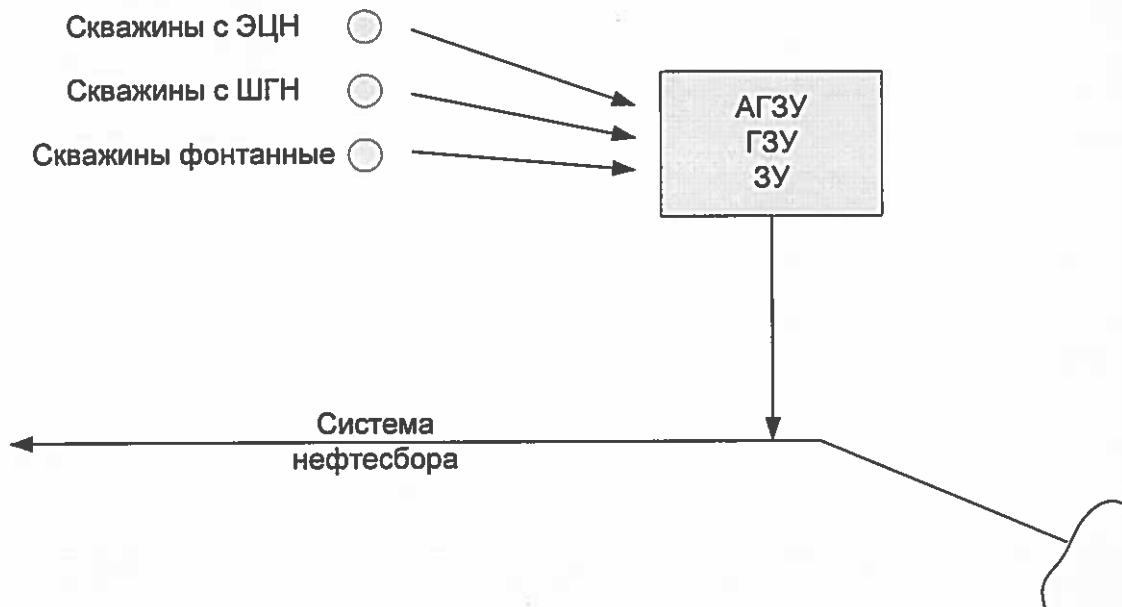 Скважины с ЭЦН
Скважины с ШГН
Скважины фонтанные
АГЗУ
ГЗУ
ЗУ
Система
нефтесбора